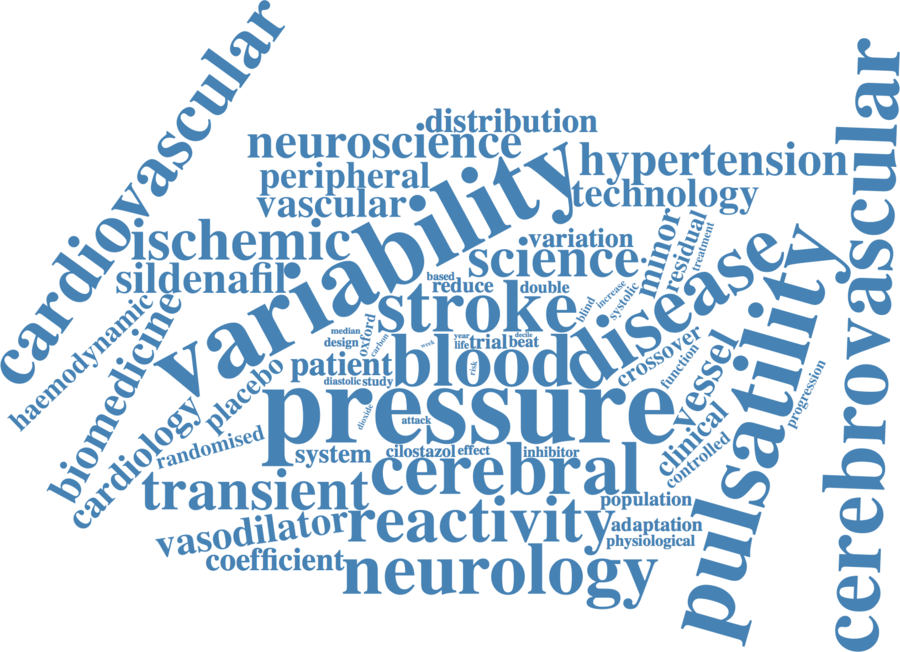 cardiovascular
distribution
neuroscience
hypertension
cerebrovascular
peripheral
technology
vascular
variability
ischemic
variation
minor
residual
treatment
science
sildenafil
disease
pulsatility
based
reduce
double
blind
increase
systolic
stroke
haemodynamic
biomedicine
median
design
oxford
carbon
week
year
life
trial
decile
beat
risk
crossover
function
vessel
patient
blood
diastolic
study
placebo
pressure
dioxide
attack
progression
cardiology
randomised
clinical
controlled
system
cilostazol
effect
inhibitor
cerebral
transient
population
vasodilator
reactivity
adaptation
physiological
coefficient
neurology